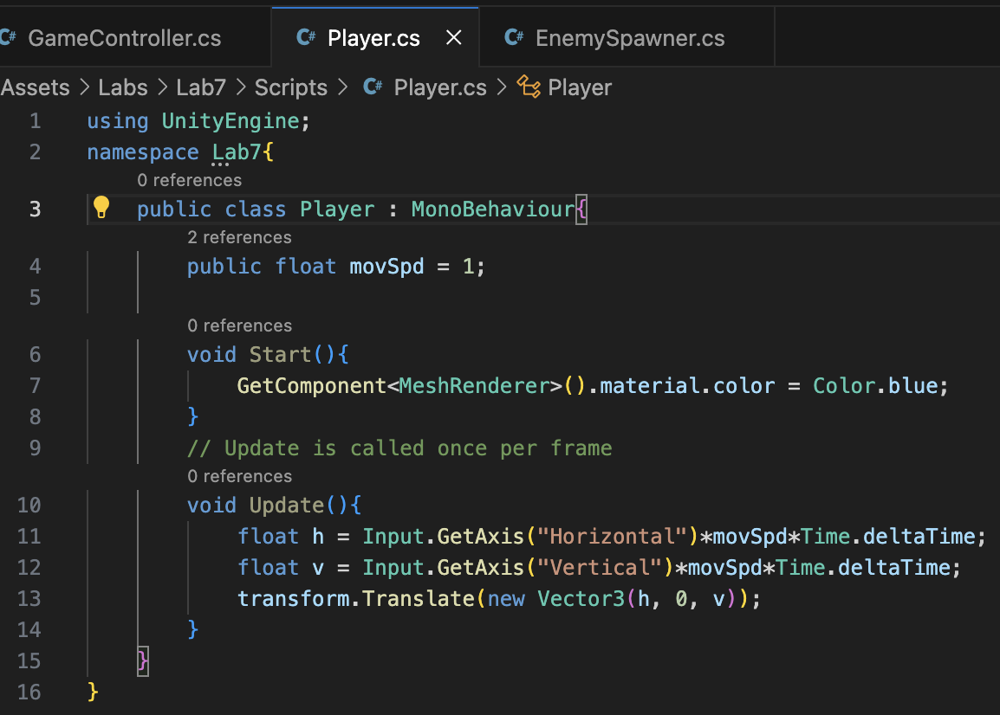 C# GameController.cs C# Player.cs × C# EnemySpawner.cs
Assets > Labs > Lab7 > Scripts > C# Player.cs > Player
1 using UnityEngine;
2 namespace Lab7{
0 references
3 public class Player : MonoBehaviour{
2 references
4 public float movSpd = 1;
5
0 references
6 void Start(){
7 GetComponent<MeshRenderer>().material.color = Color.blue;
8 }
9 // Update is called once per frame
0 references
10 void Update(){
11 float h = Input.GetAxis("Horizontal")*movSpd*Time.deltaTime;
12 float v = Input.GetAxis("Vertical")*movSpd*Time.deltaTime;
13 transform.Translate(new Vector3(h, 0, v));
14 }
15 }
16 }